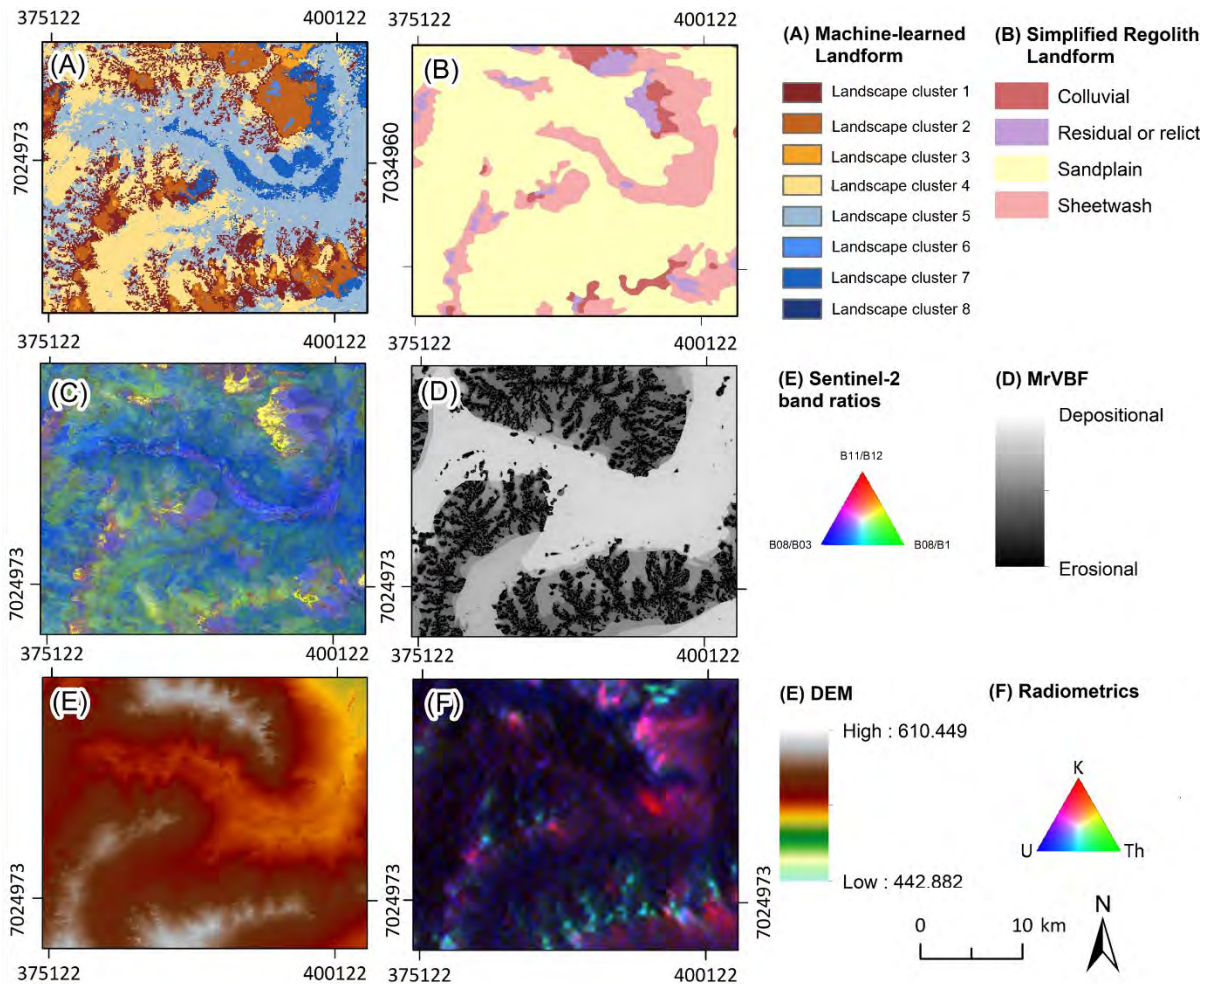 375122
400122
375122
400122
(A)
7024973
(B)
7034960
(A) Machine-learned
Landform
Landscape cluster 1
Landscape cluster 2
Landscape cluster 3
Landscape cluster 4
Landscape cluster 5
Landscape cluster 6
Landscape cluster 7
Landscape cluster 8
(B) Simplified Regolith
Landform
Colluvial
Residual or relict
Sandplain
Sheetwash
375122
400122
375122
400122
(C)
7024973
(D)
7024973
(E) Sentinel-2
band ratios
B11/B12
B08/B03
B08/B1
(D) MrVBF
Depositional
Erosional
375122
400122
375122
400122
(E)
7024973
(F)
7024973
375122
400122
375122
400122
(E) DEM
High : 610.449
Low : 442.882
(F) Radiometrics
K
U
Th
0
10 km
N